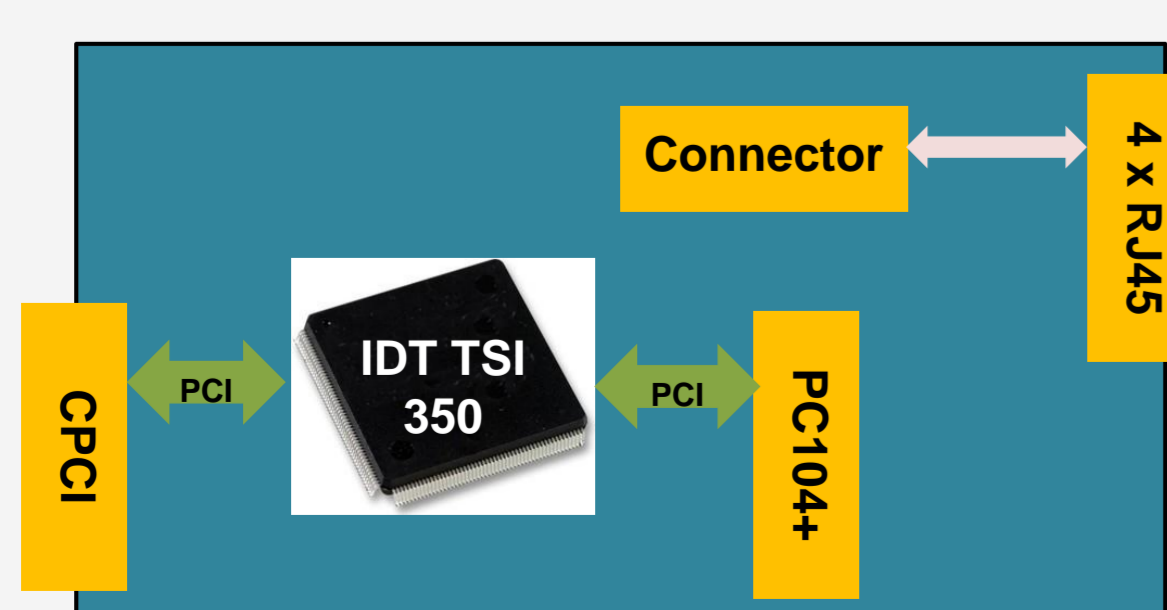 Connector
4 x RJ45
CPCI
PCI
IDT TSI
350
PCI
PC104+